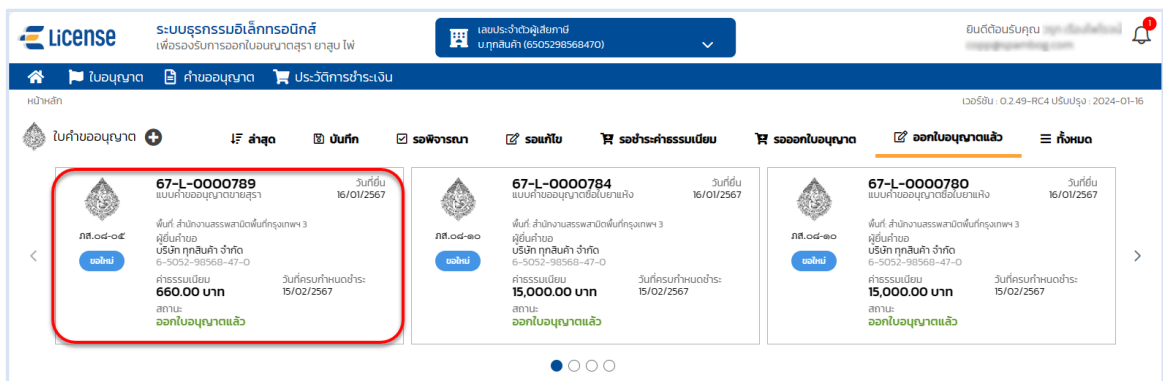 License
ระบบธุรกรรมอิเล็กทรอนิกส์
เพื่อรองรับการออกใบอนุญาตสุรา ยาสูบ ไพ่
เลขประจำตัวผู้เสียภาษี
บ.ทุกสินค้า (6505298568470)
ยินดีต้อนรับคุณ
1
ใบอนุญาต คำขออนุญาต ประวัติการชำระเงิน
หน้าหลัก
เวอร์ชัน : 0.2.49-RC4 ปรับปรุง : 2024-01-16
ใบคำขออนุญาต ล่าสุด บันทึก รอพิจารณา รอแก้ไข รอชำระค่าธรรมเนียม รอออกใบอนุญาต ออกใบอนุญาตแล้ว ทั้งหมด
67-L-0000789
แบบคำขออนุญาตขายสุรา
วันที่ยื่น
16/01/2567
พื้นที่: สำนักงานสรรพสามิตพื้นที่กรุงเทพฯ 3
ภส.๐๘-๐๕
ผู้ยื่นคำขอ
บริษัท ทุกสินค้า จำกัด
6-5052-98568-47-0
ขอใหม่
ค่าธรรมเนียม
660.00 บาท
วันที่ครบกำหนดชำระ
15/02/2567
สถานะ
ออกใบอนุญาตแล้ว
67-L-0000784
แบบคำขออนุญาตซื้อใบยาแห้ง
วันที่ยื่น
16/01/2567
พื้นที่: สำนักงานสรรพสามิตพื้นที่กรุงเทพฯ 3
ภส.๐๘-๑๐
ผู้ยื่นคำขอ
บริษัท ทุกสินค้า จำกัด
6-5052-98568-47-0
ขอใหม่
ค่าธรรมเนียม
15,000.00 บาท
วันที่ครบกำหนดชำระ
15/02/2567
สถานะ
ออกใบอนุญาตแล้ว
67-L-0000780
แบบคำขออนุญาตซื้อใบยาแห้ง
วันที่ยื่น
16/01/2567
พื้นที่: สำนักงานสรรพสามิตพื้นที่กรุงเทพฯ 3
ภส.๐๘-๑๐
ผู้ยื่นคำขอ
บริษัท ทุกสินค้า จำกัด
6-5052-98568-47-0
ขอใหม่
ค่าธรรมเนียม
15,000.00 บาท
วันที่ครบกำหนดชำระ
15/02/2567
สถานะ
ออกใบอนุญาตแล้ว